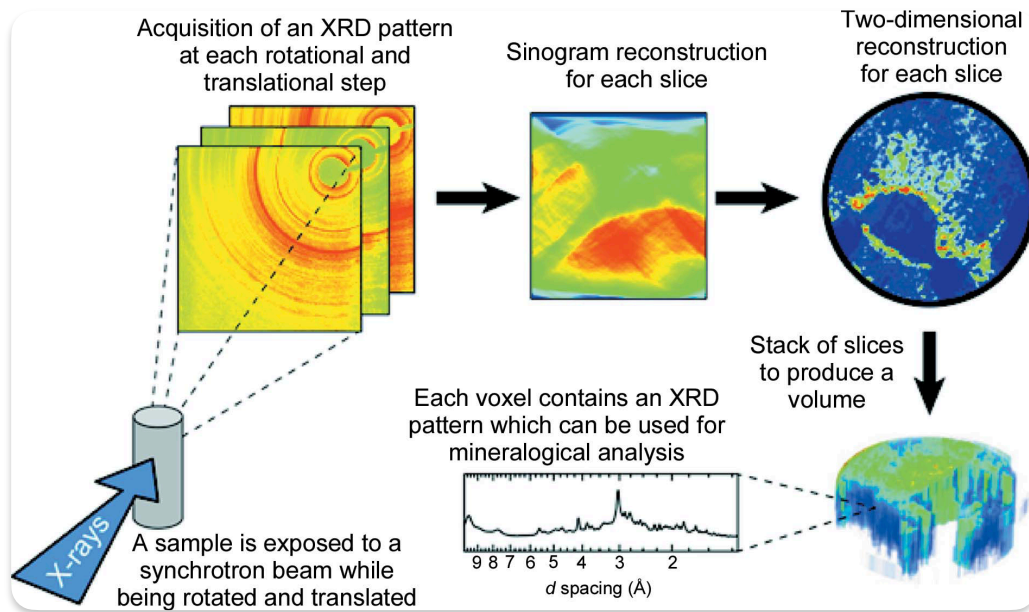 Acquisition of an XRD pattern
at each rotational and
translational step
Sinogram reconstruction
for each slice
Two-dimensional
reconstruction
for each slice
Stack of slices
to produce a
volume
Each voxel contains an XRD
pattern which can be used for
mineralogical analysis
9 8 7 6 5 4 3 2
d spacing (Å)
X-rays
A sample is exposed to a
synchrotron beam while
being rotated and translated